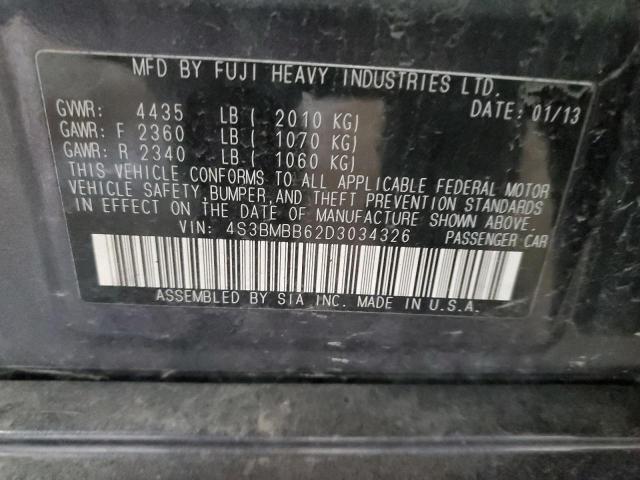 MFD BY FUJI HEAVY INDUSTRIES LTD.
GVWR: 4435 LB ( 2010 KG) DATE: 01/13
GAWR: F 2360 LB ( 1070 KG)
GAWR: R 2340 LB ( 1060 KG)
THIS VEHICLE CONFORMS TO ALL APPLICABLE FEDERAL MOTOR
VEHICLE SAFETY, BUMPER, AND THEFT PREVENTION STANDARDS
IN EFFECT ON THE DATE OF MANUFACTURE SHOWN ABOVE.
VIN: 4S3BMBB62D3034326 PASSENGER CAR
ASSEMBLED BY SIA INC. MADE IN U.S.A.